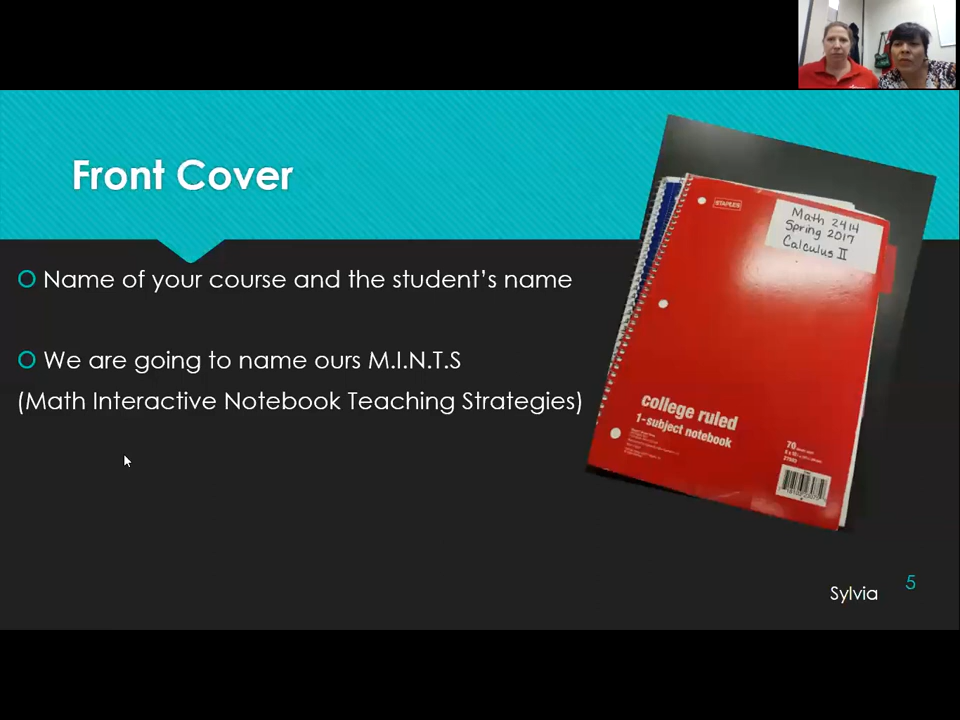 Front Cover
Name of your course and the student's name
We are going to name ours M.I.N.T.S
(Math Interactive Notebook Teaching Strategies)
STAPLES
Math 2414
Spring 2017
Calculus II
college ruled
1-subject notebook
70
Sylvia
5